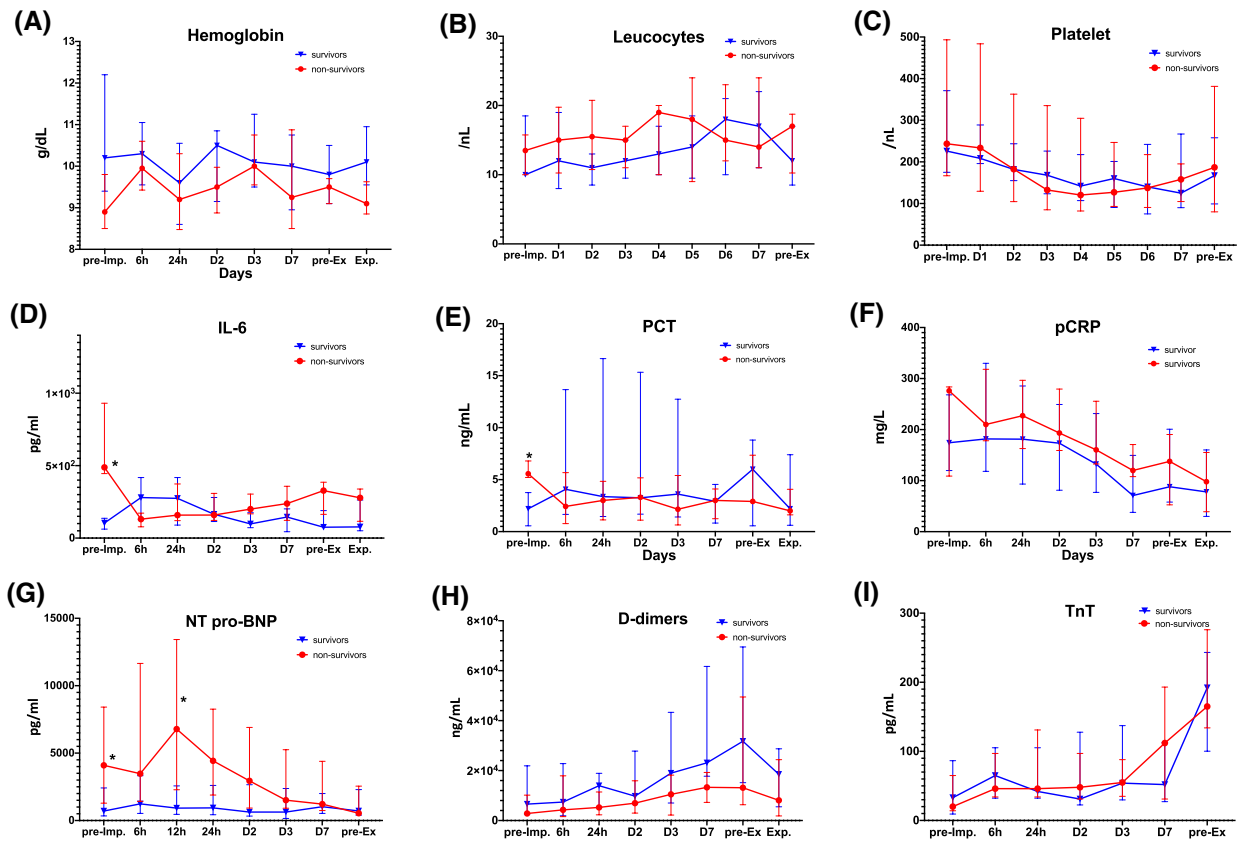 (A)
Hemoglobin
survivors
non-survivors
g/dL
13
12
11
10
9
8
pre-Imp. 6h 24h D2 D3 D7 pre-Ex Exp.
Days
(B)
Leucocytes
survivors
non-survivors
/nL
30
20
10
0
pre-Imp. D1 D2 D3 D4 D5 D6 D7 pre-Ex
(C)
Platelet
survivors
non-survivors
/nL
500
400
300
200
100
0
pre-Imp. D1 D2 D3 D4 D5 D6 D7 pre-Ex
(D)
IL-6
survivors
non-survivors
pg/ml
1×10³
5×10²
0
*
pre-Imp. 6h 24h D2 D3 D7 pre-Ex Exp.
(E)
PCT
survivors
non-survivors
ng/mL
20
15
10
5
0
*
pre-Imp. 6h 24h D2 D3 D7 pre-Ex Exp.
Days
(F)
pCRP
survivor
survivors
mg/L
400
300
200
100
0
pre-Imp. 6h 24h D2 D3 D7 pre-Ex Exp.
Days
(G)
NT pro-BNP
survivors
non-survivors
pg/ml
15000
10000
5000
0
*
*
pre-Imp. 6h 12h 24h D2 D3 D7 pre-Ex
(H)
D-dimers
survivors
non-survivors
ng/mL
8×10⁴
6×10⁴
4×10⁴
2×10⁴
0
pre-Imp. 6h 24h D2 D3 D7 pre-Ex Exp.
(I)
TnT
survivors
non-survivors
pg/ml
300
200
100
0
pre-Imp. 6h 24h D2 D3 D7 pre-Ex